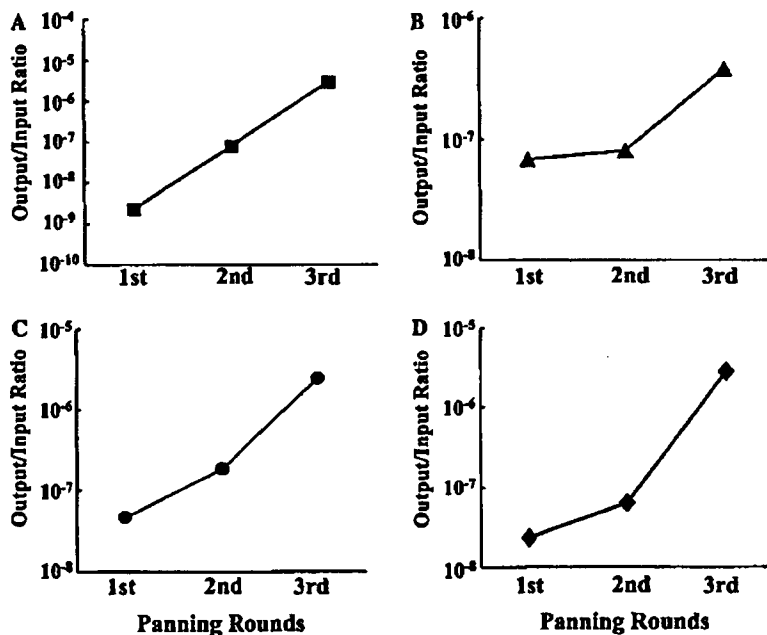 A
Output/Input Ratio
10-4
10-5
10-6
10-7
10-8
10-9
10-10
1st 2nd 3rd
B
Output/Input Ratio
10-6
10-7
10-8
1st 2nd 3rd
C
Output/Input Ratio
10-5
10-6
10-7
10-8
1st 2nd 3rd
Panning Rounds
D
Output/Input Ratio
10-5
10-6
10-7
10-8
1st 2nd 3rd
Panning Rounds